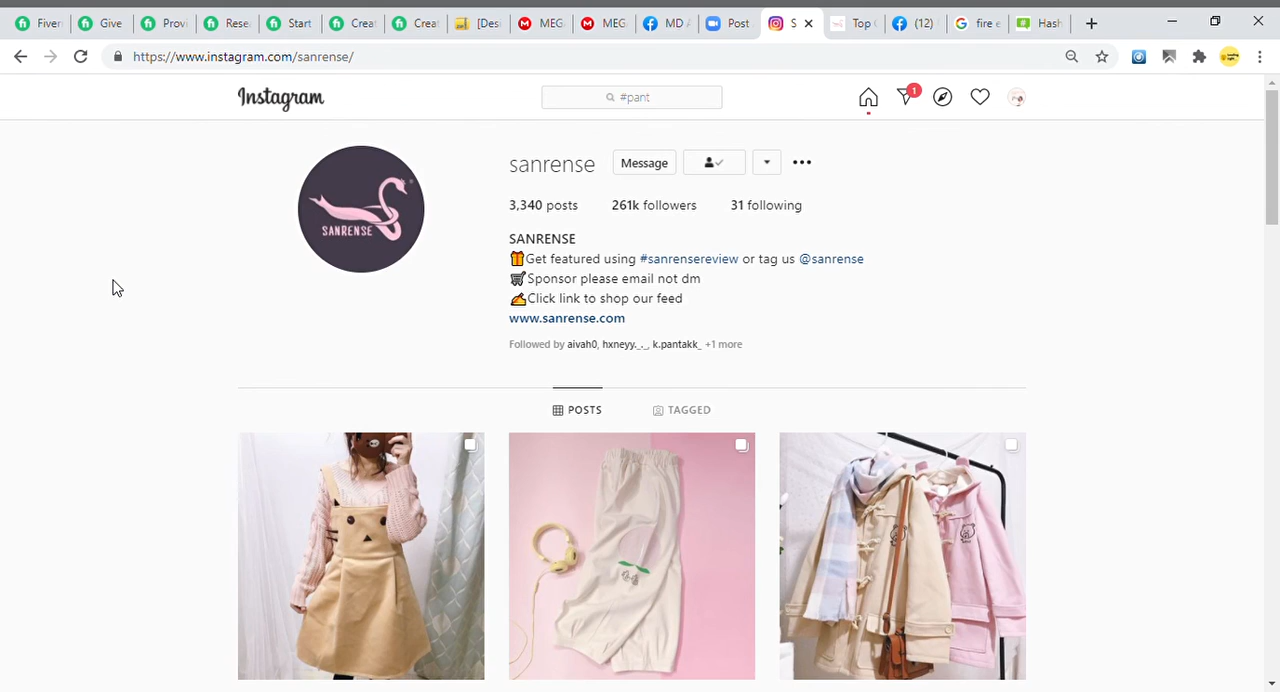 Fiver
Give
Provi
Rese
Start
Creat
Creat
[Desi
MEG
MEG
MD A
Post
S
Top
(12)
fire e
Hash
https://www.instagram.com/sanrense/
Instagram
#pant
1
sanrense
Message
3,340 posts
261k followers
31 following
SANRENSE
SANRENSE
Get featured using #sanrensereview or tag us @sanrense
Sponsor please email not dm
Click link to shop our feed
www.sanrense.com
Followed by aivah0, hxneyy._._, k.pantakk_ +1 more
POSTS
TAGGED